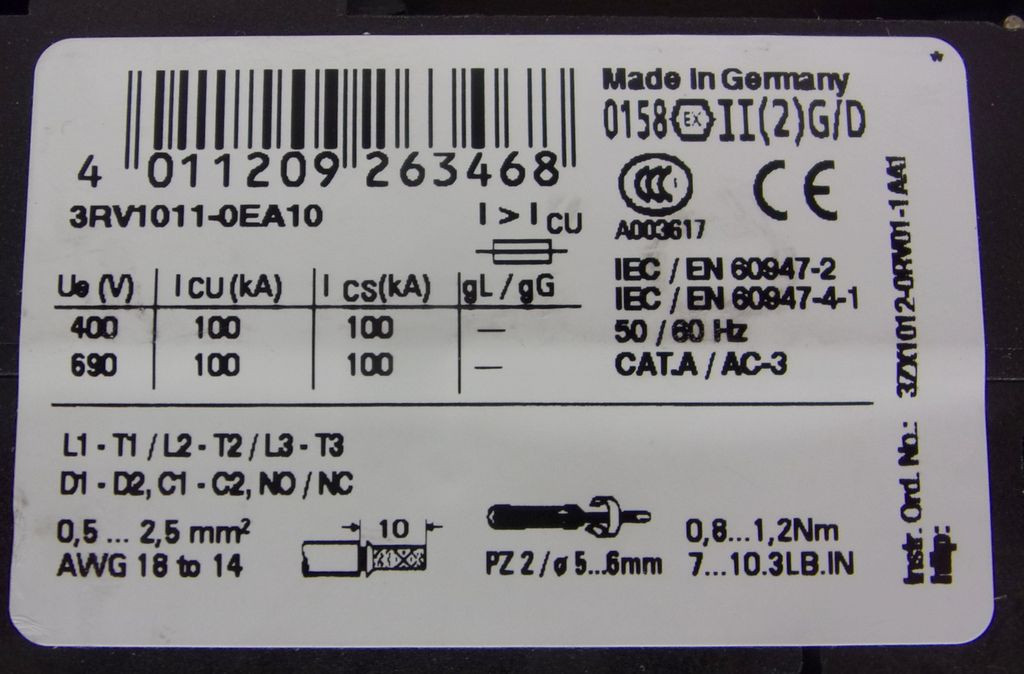 *
Made in Germany
0158 EX II(2)G/D
4 011209 263468
3RV1011-0EA10
I > I CU
CE
A003617
Ue (V) I CU (kA) I CS(kA) gL / gG
400 100 100 —
690 100 100 —
IEC / EN 60947-2
IEC / EN 60947-4-1
50 / 60 Hz
CAT.A / AC-3
L1 - T1 / L2 - T2 / L3 - T3
D1 - D2, C1 - C2, NO / NC
0,5 ... 2,5 mm²
AWG 18 to 14
10
PZ 2 / ø 5...6mm
0,8...1,2Nm
7...10.3LB.IN
Instr. Ord. No.: 3ZX1012-0RV01-1AA1